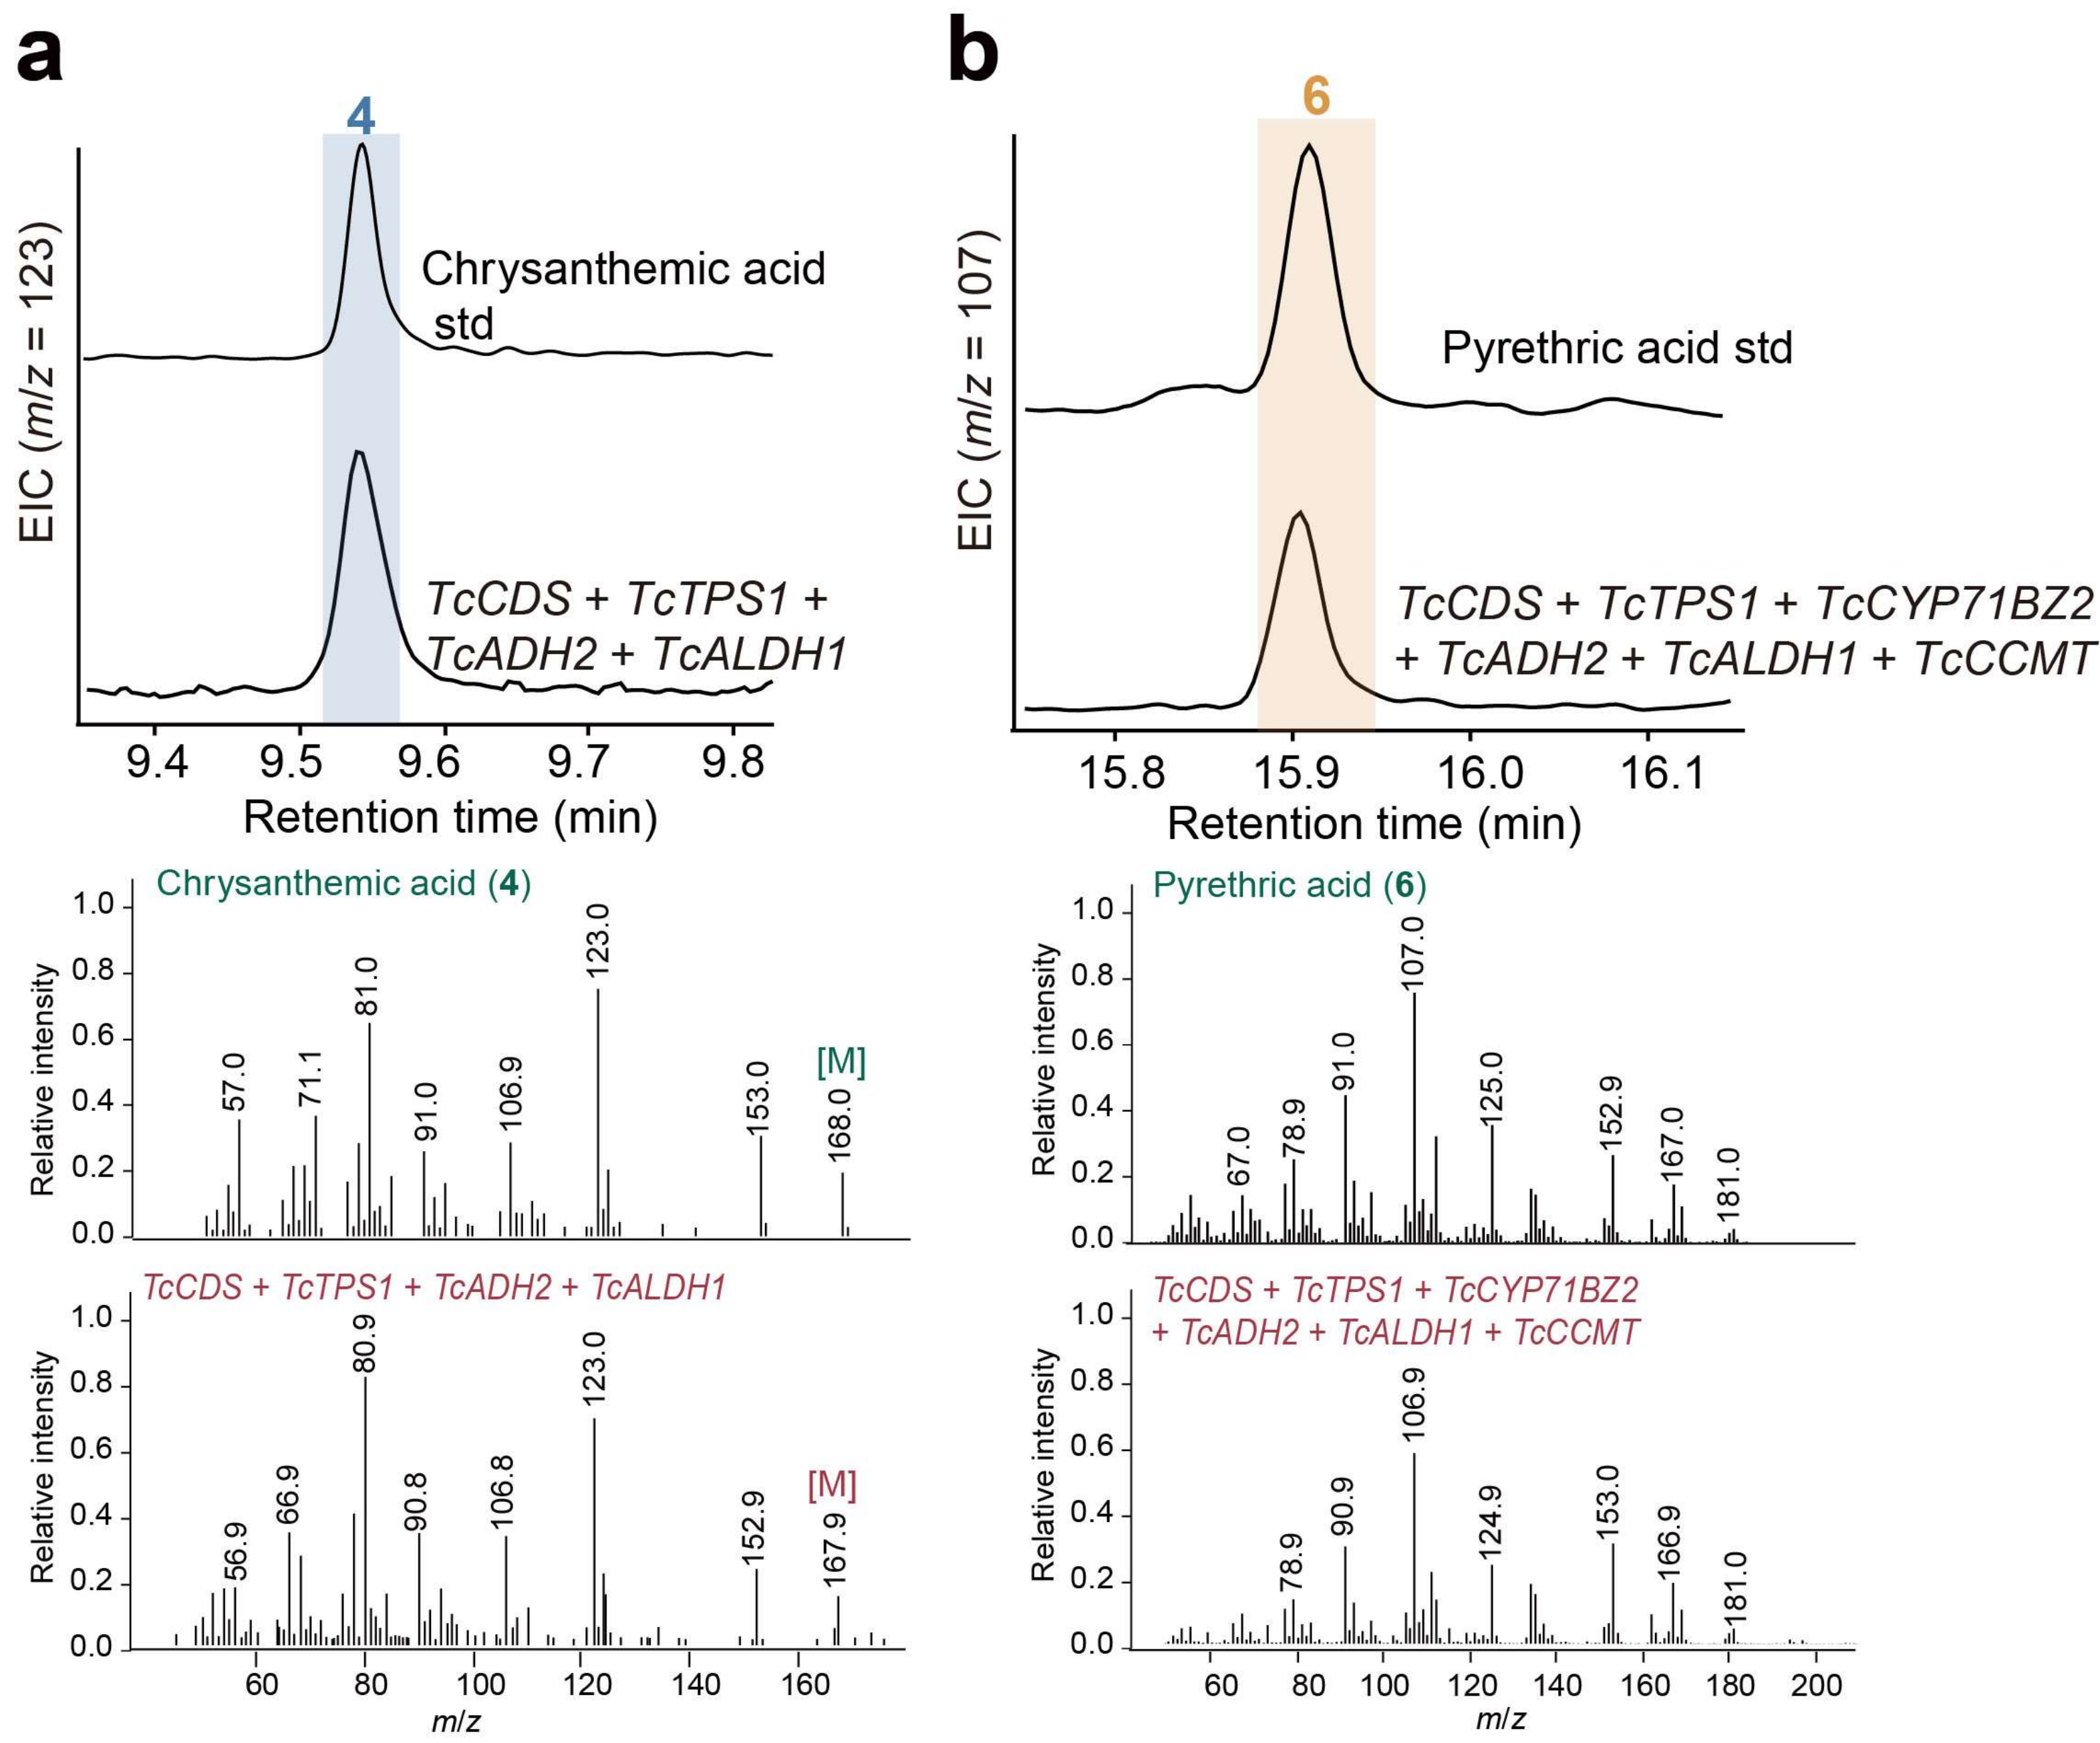 a
4
EIC (m/z = 123)
Chrysanthemic acid
std
TcCDS + TcTPS1 +
TcADH2 + TcALDH1
9.4 9.5 9.6 9.7 9.8
Retention time (min)
b
6
EIC (m/z = 107)
Pyrethric acid std
TcCDS + TcTPS1 + TcCYP71BZ2
+ TcADH2 + TcALDH1 + TcCCMT
15.8 15.9 16.0 16.1
Retention time (min)
Chrysanthemic acid (4)
Relative intensity
1.0
0.8
0.6
0.4
0.2
0.0
57.0
71.1
81.0
91.0
106.9
123.0
153.0
[M]
168.0
TcCDS + TcTPS1 + TcADH2 + TcALDH1
Relative intensity
1.0
0.8
0.6
0.4
0.2
0.0
56.9
66.9
80.9
90.8
106.8
123.0
152.9
[M]
167.9
60 80 100 120 140 160
m/z
Pyrethric acid (6)
Relative intensity
1.0
0.8
0.6
0.4
0.2
0.0
67.0
78.9
91.0
107.0
125.0
152.9
167.0
181.0
TcCDS + TcTPS1 + TcCYP71BZ2
+ TcADH2 + TcALDH1 + TcCCMT
Relative intensity
1.0
0.8
0.6
0.4
0.2
0.0
78.9
90.9
106.9
124.9
153.0
166.9
181.0
60 80 100 120 140 160 180 200
m/z